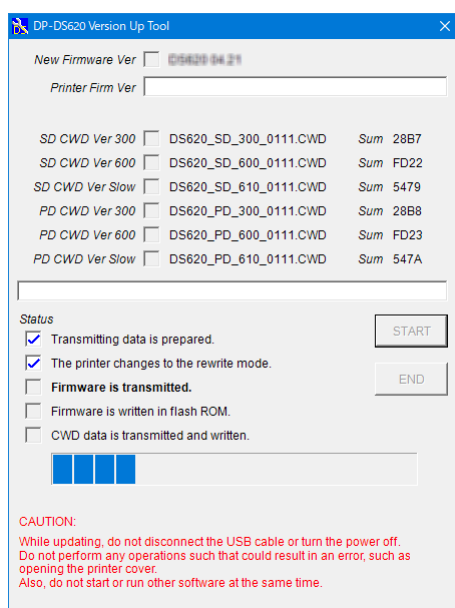 DP-DS620 Version Up Tool
New Firmware Ver
Printer Firm Ver
SD CWD Ver 300 DS620_SD_300_0111.CWD Sum 28B7
SD CWD Ver 600 DS620_SD_600_0111.CWD Sum FD22
SD CWD Ver Slow DS620_SD_610_0111.CWD Sum 5479
PD CWD Ver 300 DS620_PD_300_0111.CWD Sum 28B8
PD CWD Ver 600 DS620_PD_600_0111.CWD Sum FD23
PD CWD Ver Slow DS620_PD_610_0111.CWD Sum 547A
Status
Transmitting data is prepared.
START
The printer changes to the rewrite mode.
END
Firmware is transmitted.
Firmware is written in flash ROM.
CWD data is transmitted and written.
CAUTION:
While updating, do not disconnect the USB cable or turn the power off.
Do not perform any operations such that could result in an error, such as
opening the printer cover.
Also, do not start or run other software at the same time.